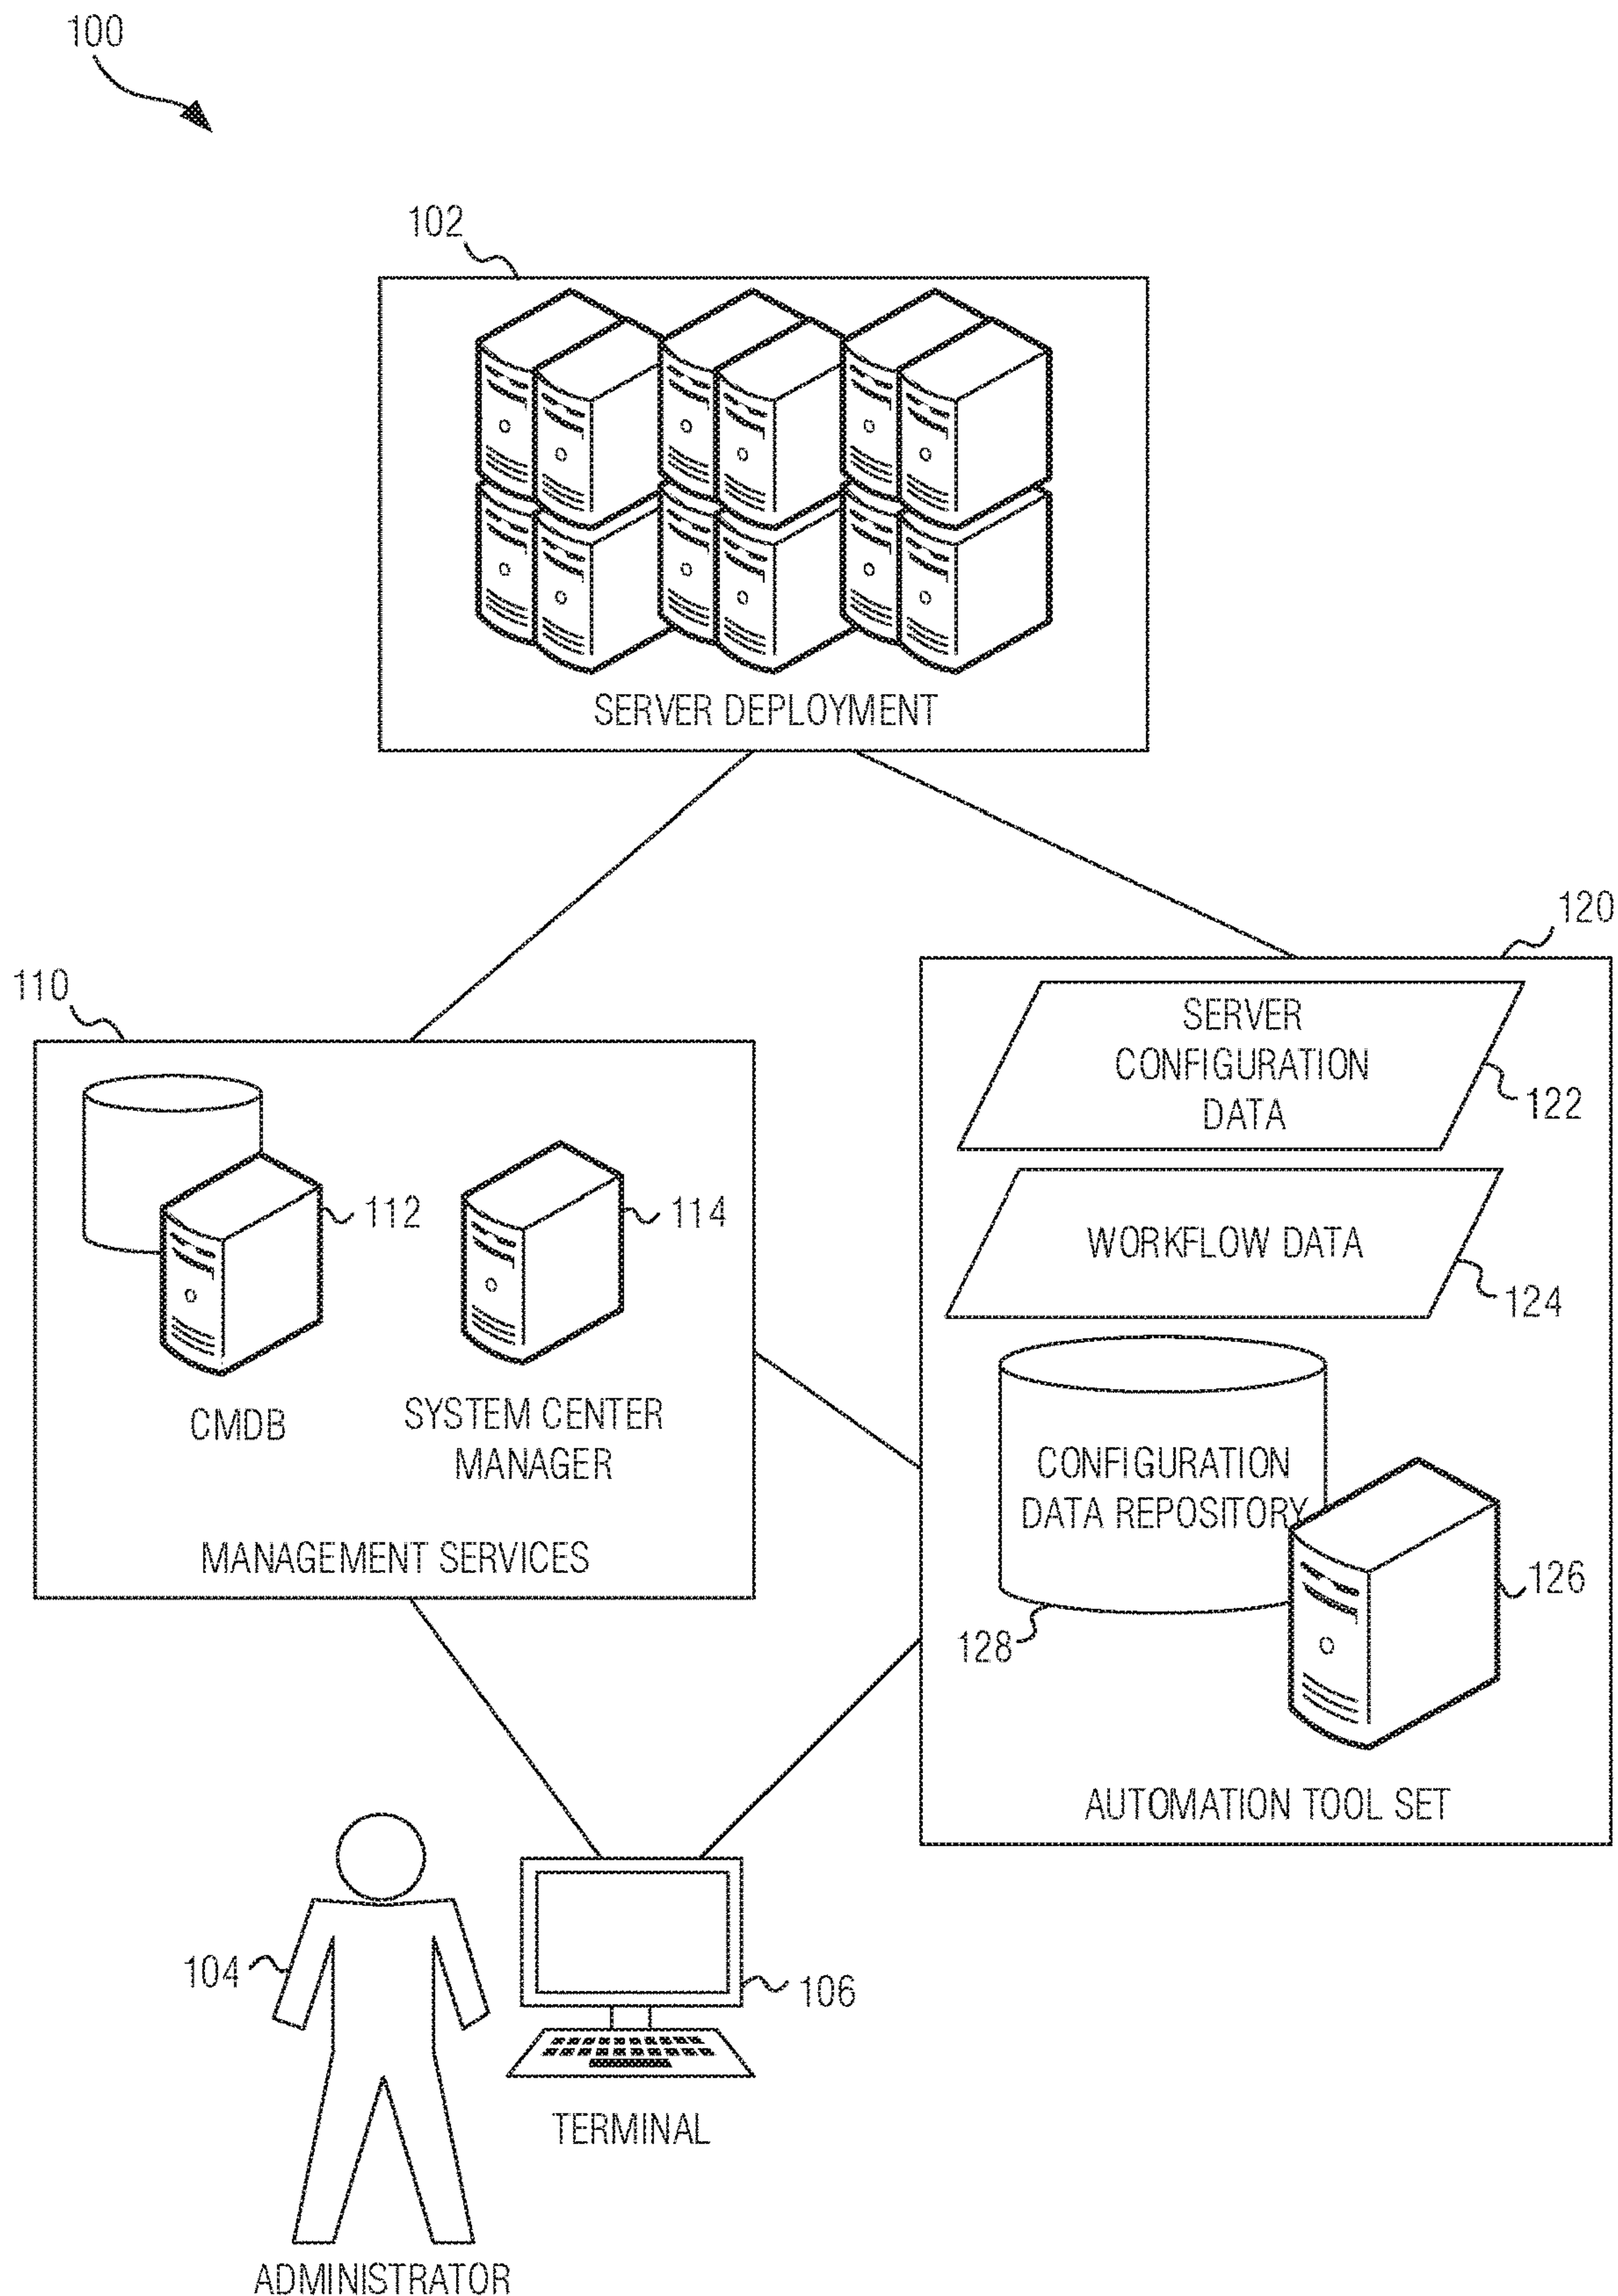 100
102
SERVER DEPLOYMENT
120
110
SERVER
CONFIGURATION
DATA
122
112
114
WORKFLOW DATA
124
CMDB
SYSTEM CENTER
MANAGER
CONFIGURATION
DATA REPOSITORY
MANAGEMENT SERVICES
126
128
AUTOMATION TOOL SET
104
106
TERMINAL
ADMINISTRATOR